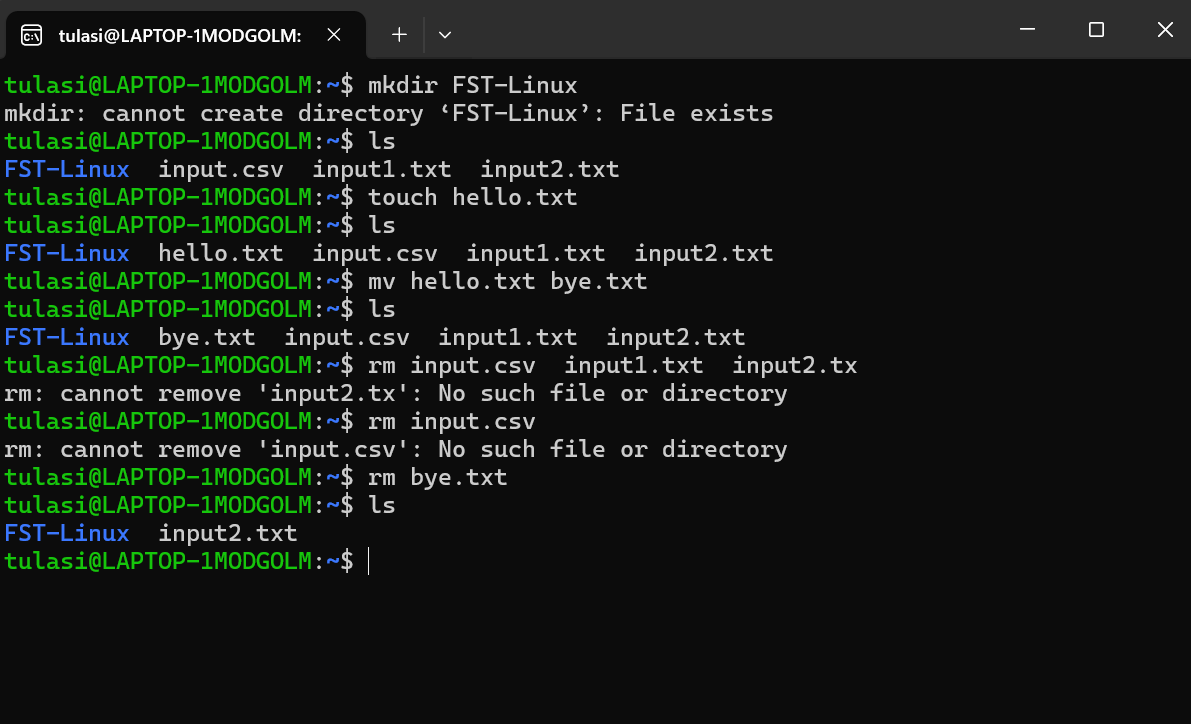 tulasi@LAPTOP-1MODGOLM:
tulasi@LAPTOP-1MODGOLM:~$ mkdir FST-Linux
mkdir: cannot create directory ‘FST-Linux’: File exists
tulasi@LAPTOP-1MODGOLM:~$ ls
FST-Linux  input.csv  input1.txt  input2.txt
tulasi@LAPTOP-1MODGOLM:~$ touch hello.txt
tulasi@LAPTOP-1MODGOLM:~$ ls
FST-Linux  hello.txt  input.csv  input1.txt  input2.txt
tulasi@LAPTOP-1MODGOLM:~$ mv hello.txt bye.txt
tulasi@LAPTOP-1MODGOLM:~$ ls
FST-Linux  bye.txt  input.csv  input1.txt  input2.txt
tulasi@LAPTOP-1MODGOLM:~$ rm input.csv  input1.txt  input2.tx
rm: cannot remove 'input2.tx': No such file or directory
tulasi@LAPTOP-1MODGOLM:~$ rm input.csv
rm: cannot remove 'input.csv': No such file or directory
tulasi@LAPTOP-1MODGOLM:~$ rm bye.txt
tulasi@LAPTOP-1MODGOLM:~$ ls
FST-Linux  input2.txt
tulasi@LAPTOP-1MODGOLM:~$